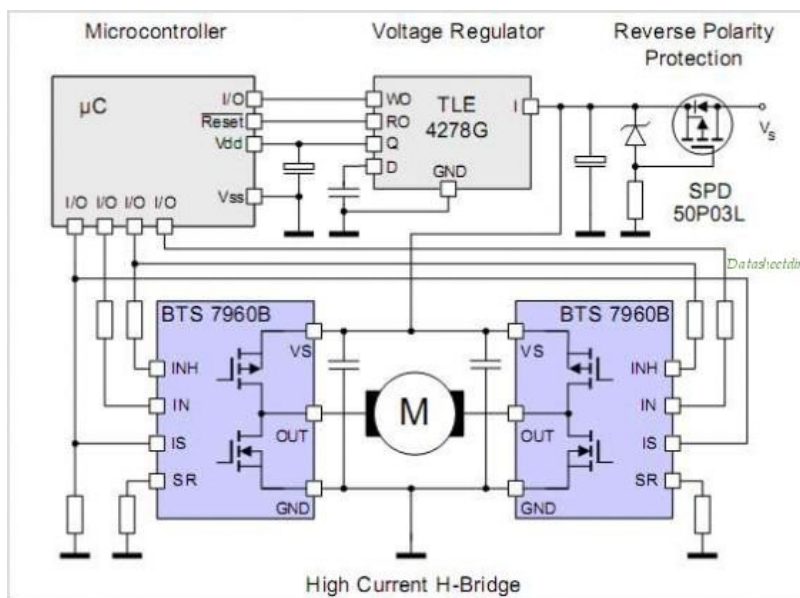 Microcontroller
Voltage Regulator
Reverse Polarity
Protection
µC
I/O
Reset
Vdd
Vss
I/O I/O I/O I/O
WO
RO
Q
D
TLE
4278G
I
GND
Vs
SPD
50P03L
BTS 7960B
INH
IN
IS
SR
VS
OUT
GND
M
BTS 7960B
VS
OUT
GND
INH
IN
IS
SR
High Current H-Bridge